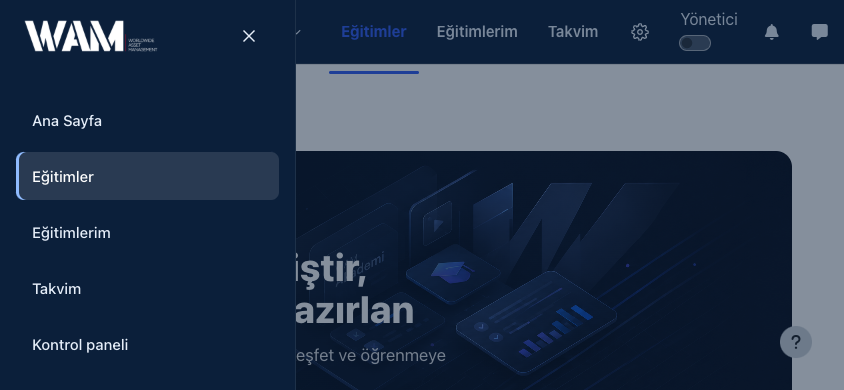 WAM
WORLDWIDE
ASSET
MANAGEMENT
Eğitimler
Eğitimlerim
Takvim
Yönetici
Ana Sayfa
Eğitimler
Eğitimlerim
Takvim
Kontrol paneli
iştir,
azırlan
eşfet ve öğrenmeye
?